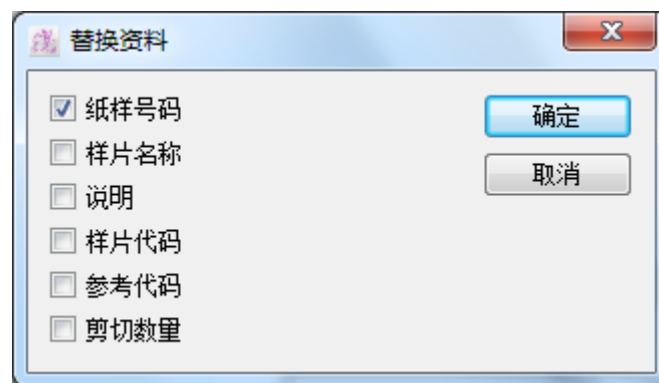 替换资料
纸样号码
确定
样片名称
取消
说明
样片代码
参考代码
剪切数量